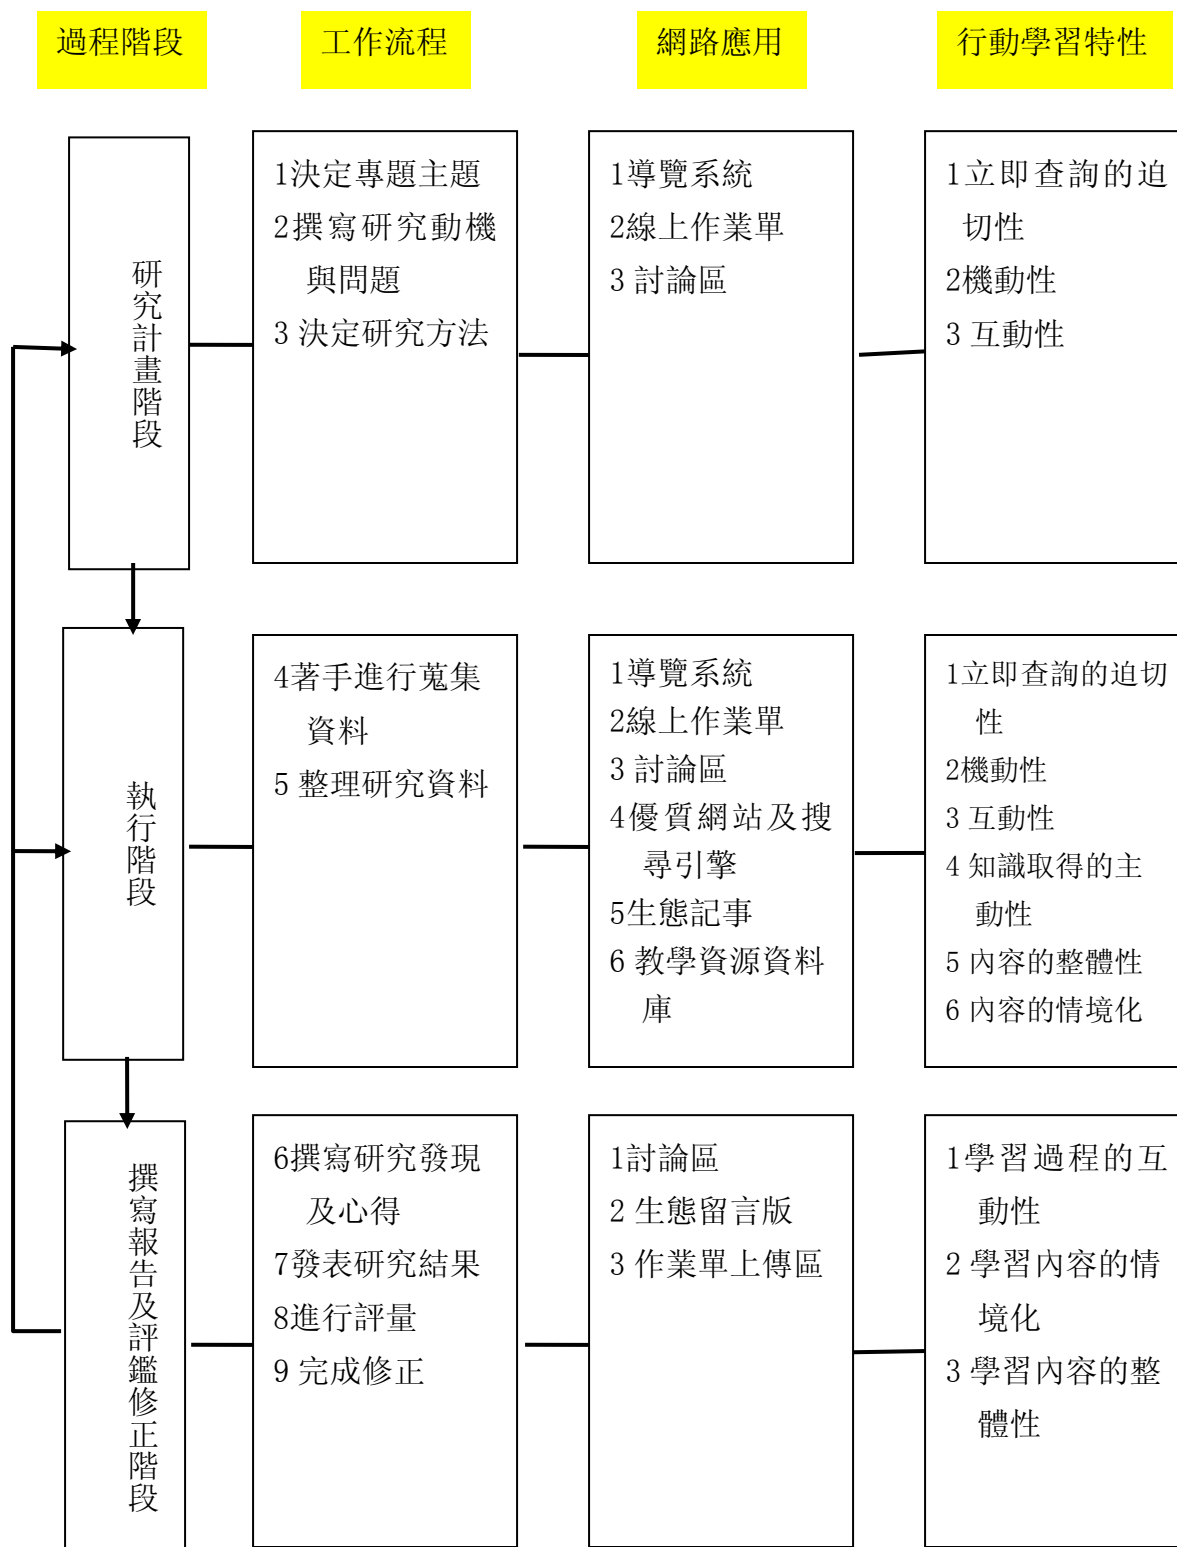 過程階段
工作流程
網路應用
行動學習特性
研究計畫階段
1決定專題主題
2撰寫研究動機
與問題
3 決定研究方法
1導覽系統
2線上作業單
3 討論區
1立即查詢的迫
切性
2機動性
3 互動性
執行階段
4著手進行蒐集
資料
5 整理研究資料
1導覽系統
2線上作業單
3 討論區
4優質網站及搜
尋引擎
5生態記事
6 教學資源資料
庫
1立即查詢的迫切
性
2機動性
3 互動性
4 知識取得的主
動性
5 內容的整體性
6 內容的情境化
撰寫報告及評鑑修正階段
6撰寫研究發現
及心得
7發表研究結果
8進行評量
9 完成修正
1討論區
2 生態留言版
3 作業單上傳區
1學習過程的互
動性
2 學習內容的情
境化
3 學習內容的整
體性